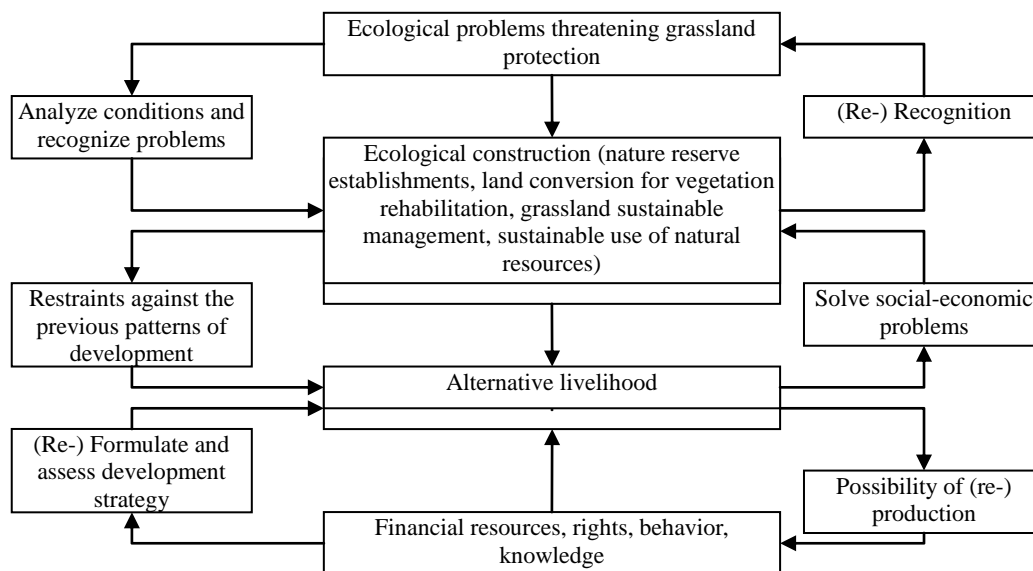 Ecological problems threatening grassland
protection
Analyze conditions and
recognize problems
(Re-) Recognition
Ecological construction (nature reserve
establishments, land conversion for vegetation
rehabilitation, grassland sustainable
management, sustainable use of natural
resources)
Restraints against the
previous patterns of
development
Solve social-economic
problems
Alternative livelihood
(Re-) Formulate and
assess development
strategy
Possibility of (re-)
production
Financial resources, rights, behavior,
knowledge